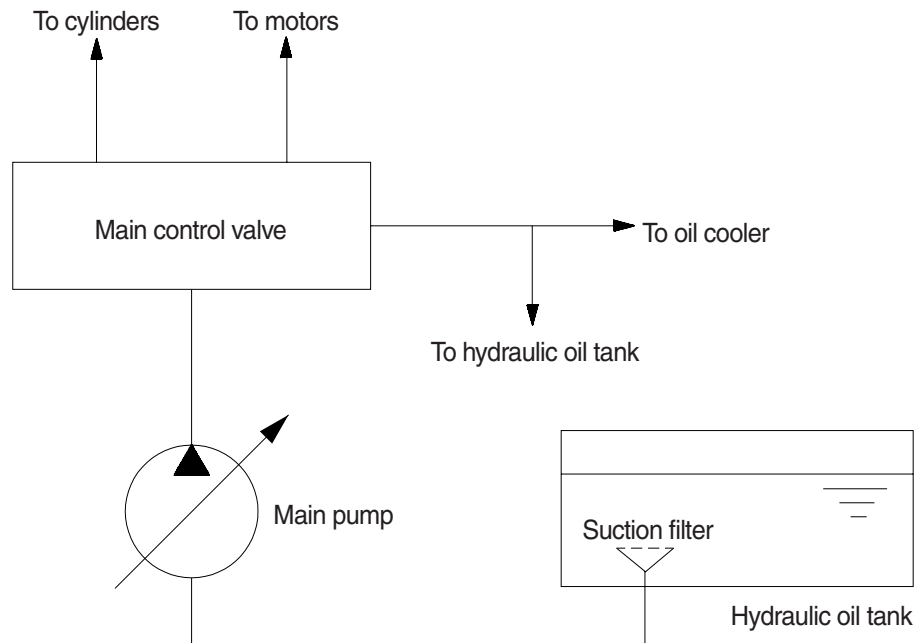 To cylinders
To motors
Main control valve
To oil cooler
To hydraulic oil tank
Main pump
Suction filter
Hydraulic oil tank